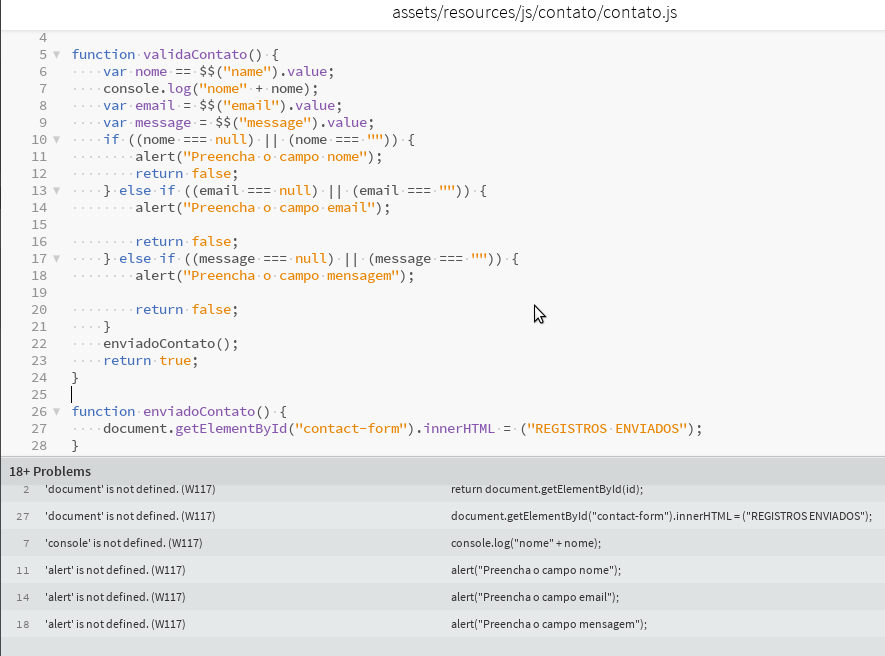 assets/resources/js/contato/contato.js
4
5 function validaContato() {
6 var nome == $$("name").value;
7 console.log("nome" + nome);
8 var email = $$("email").value;
9 var message = $$("message").value;
10 if ((nome === null) || (nome === "")) {
11 alert("Preencha o campo nome");
12 return false;
13 } else if ((email === null) || (email === "")) {
14 alert("Preencha o campo email");
15
16 return false;
17 } else if ((message === null) || (message === "")) {
18 alert("Preencha o campo mensagem");
19
20 return false;
21 }
22 enviadoContato();
23 return true;
24 }
25
26 function enviadoContato() {
27 document.getElementById("contact-form").innerHTML = ("REGISTROS ENVIADOS");
28 }
18+ Problems
2 'document' is not defined. (W117) return document.getElementById(id);
27 'document' is not defined. (W117) document.getElementById("contact-form").innerHTML = ("REGISTROS ENVIADOS");
7 'console' is not defined. (W117) console.log("nome" + nome);
11 'alert' is not defined. (W117) alert("Preencha o campo nome");
14 'alert' is not defined. (W117) alert("Preencha o campo email");
18 'alert' is not defined. (W117) alert("Preencha o campo mensagem");